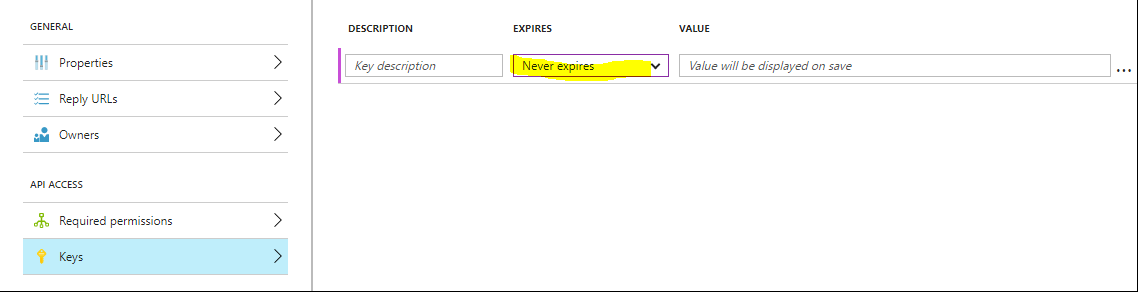 GENERAL
Properties
Reply URLs
Owners
API ACCESS
Required permissions
Keys
DESCRIPTION EXPIRES VALUE
Key description Never expires Value will be displayed on save ...